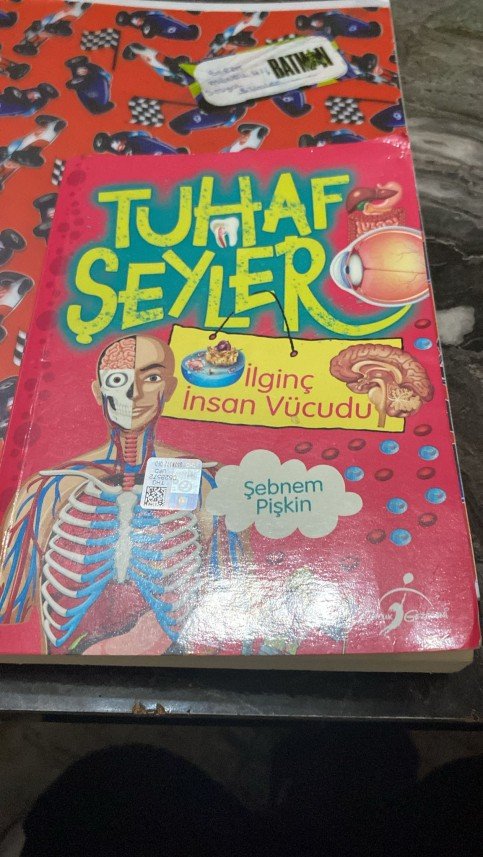 BATMAN
TUHAF
ŞEYLER
İlginç
İnsan Vücudu
Şebnem
Pişkin